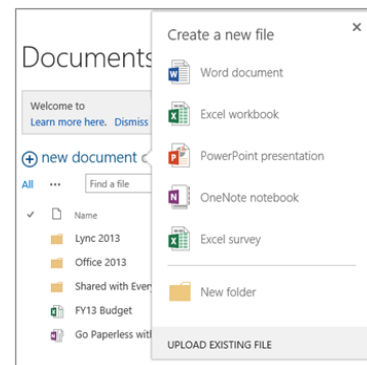 Documents
Welcome to
Learn more here. Dismiss
new document
All ... Find a file
Name
Lync 2013
Office 2013
Shared with Every
FY13 Budget
Go Paperless with
Create a new file
Word document
Excel workbook
PowerPoint presentation
OneNote notebook
Excel survey
New folder
UPLOAD EXISTING FILE